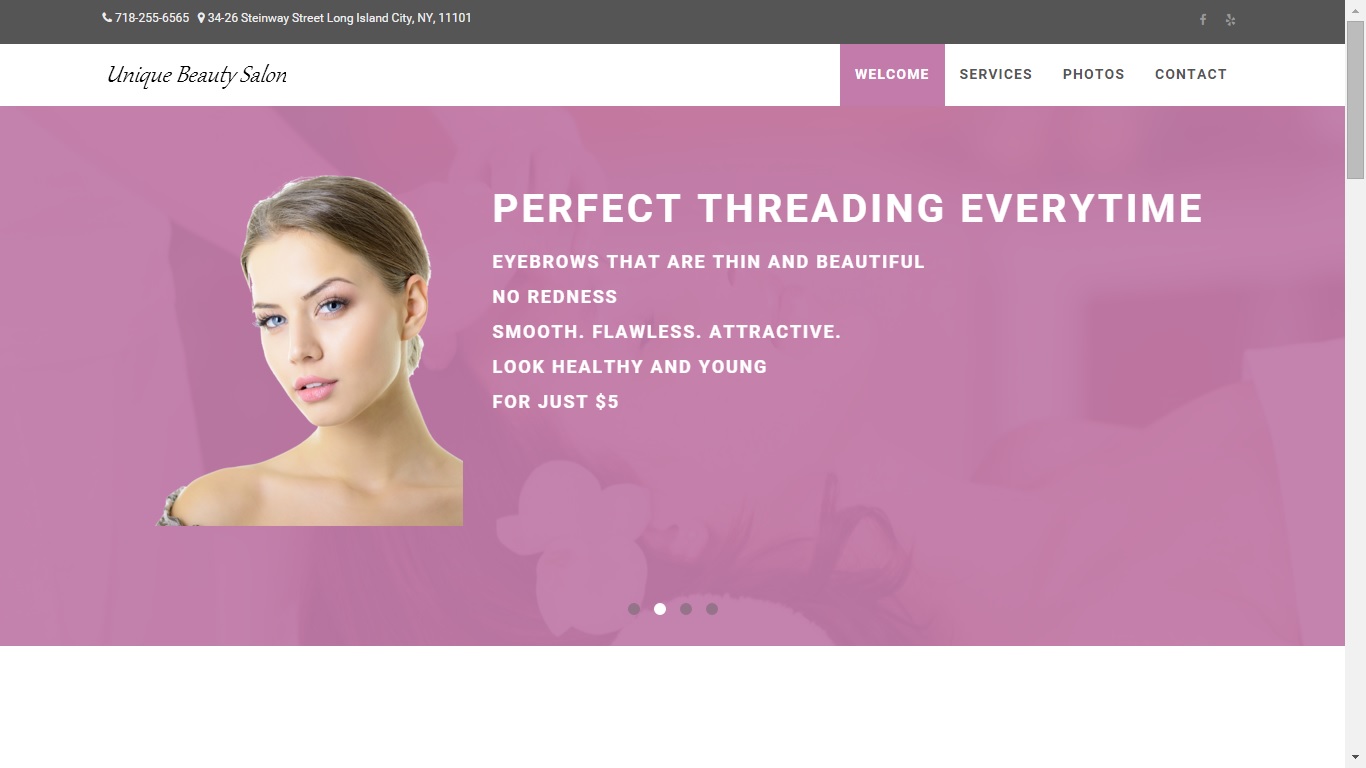 718-255-6565 34-26 Steinway Street Long Island City, NY, 11101
Unique Beauty Salon
WELCOME SERVICES PHOTOS CONTACT
PERFECT THREADING EVERYTIME
EYEBROWS THAT ARE THIN AND BEAUTIFUL
NO REDNESS
SMOOTH. FLAWLESS. ATTRACTIVE.
LOOK HEALTHY AND YOUNG
FOR JUST $5